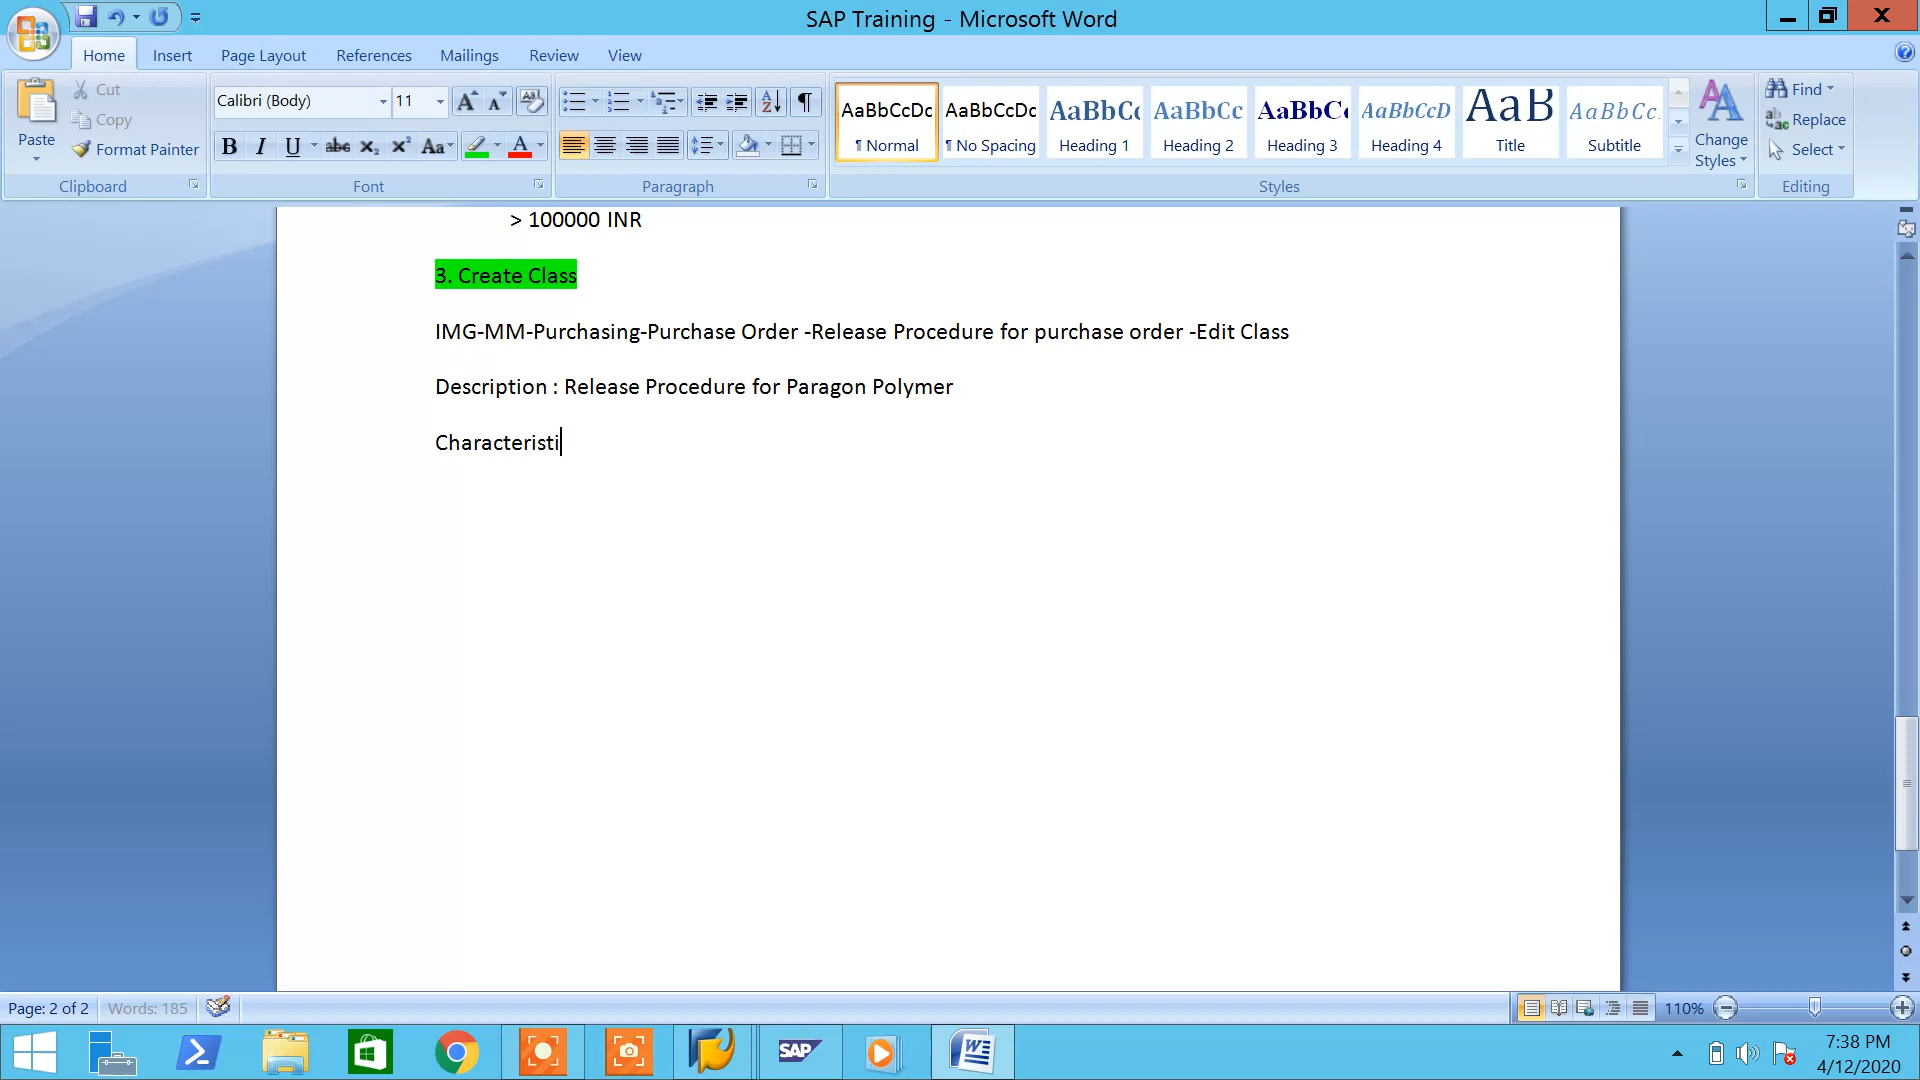 SAP Training - Microsoft Word
Home Insert Page Layout References Mailings Review View
Paste
Cut
Copy
Format Painter
Clipboard
Calibri (Body) 11
B I U abc x₂ x² Aa A
Font
Paragraph
AaBbCcDc AaBbCcDc AaBbCc AaBbCc AaBbCc AaBbCcD AaB AaBbCc.
¶ Normal ¶ No Spacing Heading 1 Heading 2 Heading 3 Heading 4 Title Subtitle
Change Styles
Styles
Find
Replace
Select
Editing
> 100000 INR
3. Create Class
IMG-MM-Purchasing-Purchase Order -Release Procedure for purchase order -Edit Class
Description : Release Procedure for Paragon Polymer
Characteristi
Page: 2 of 2 Words: 185 110%
SAP
7:38 PM
4/12/2020